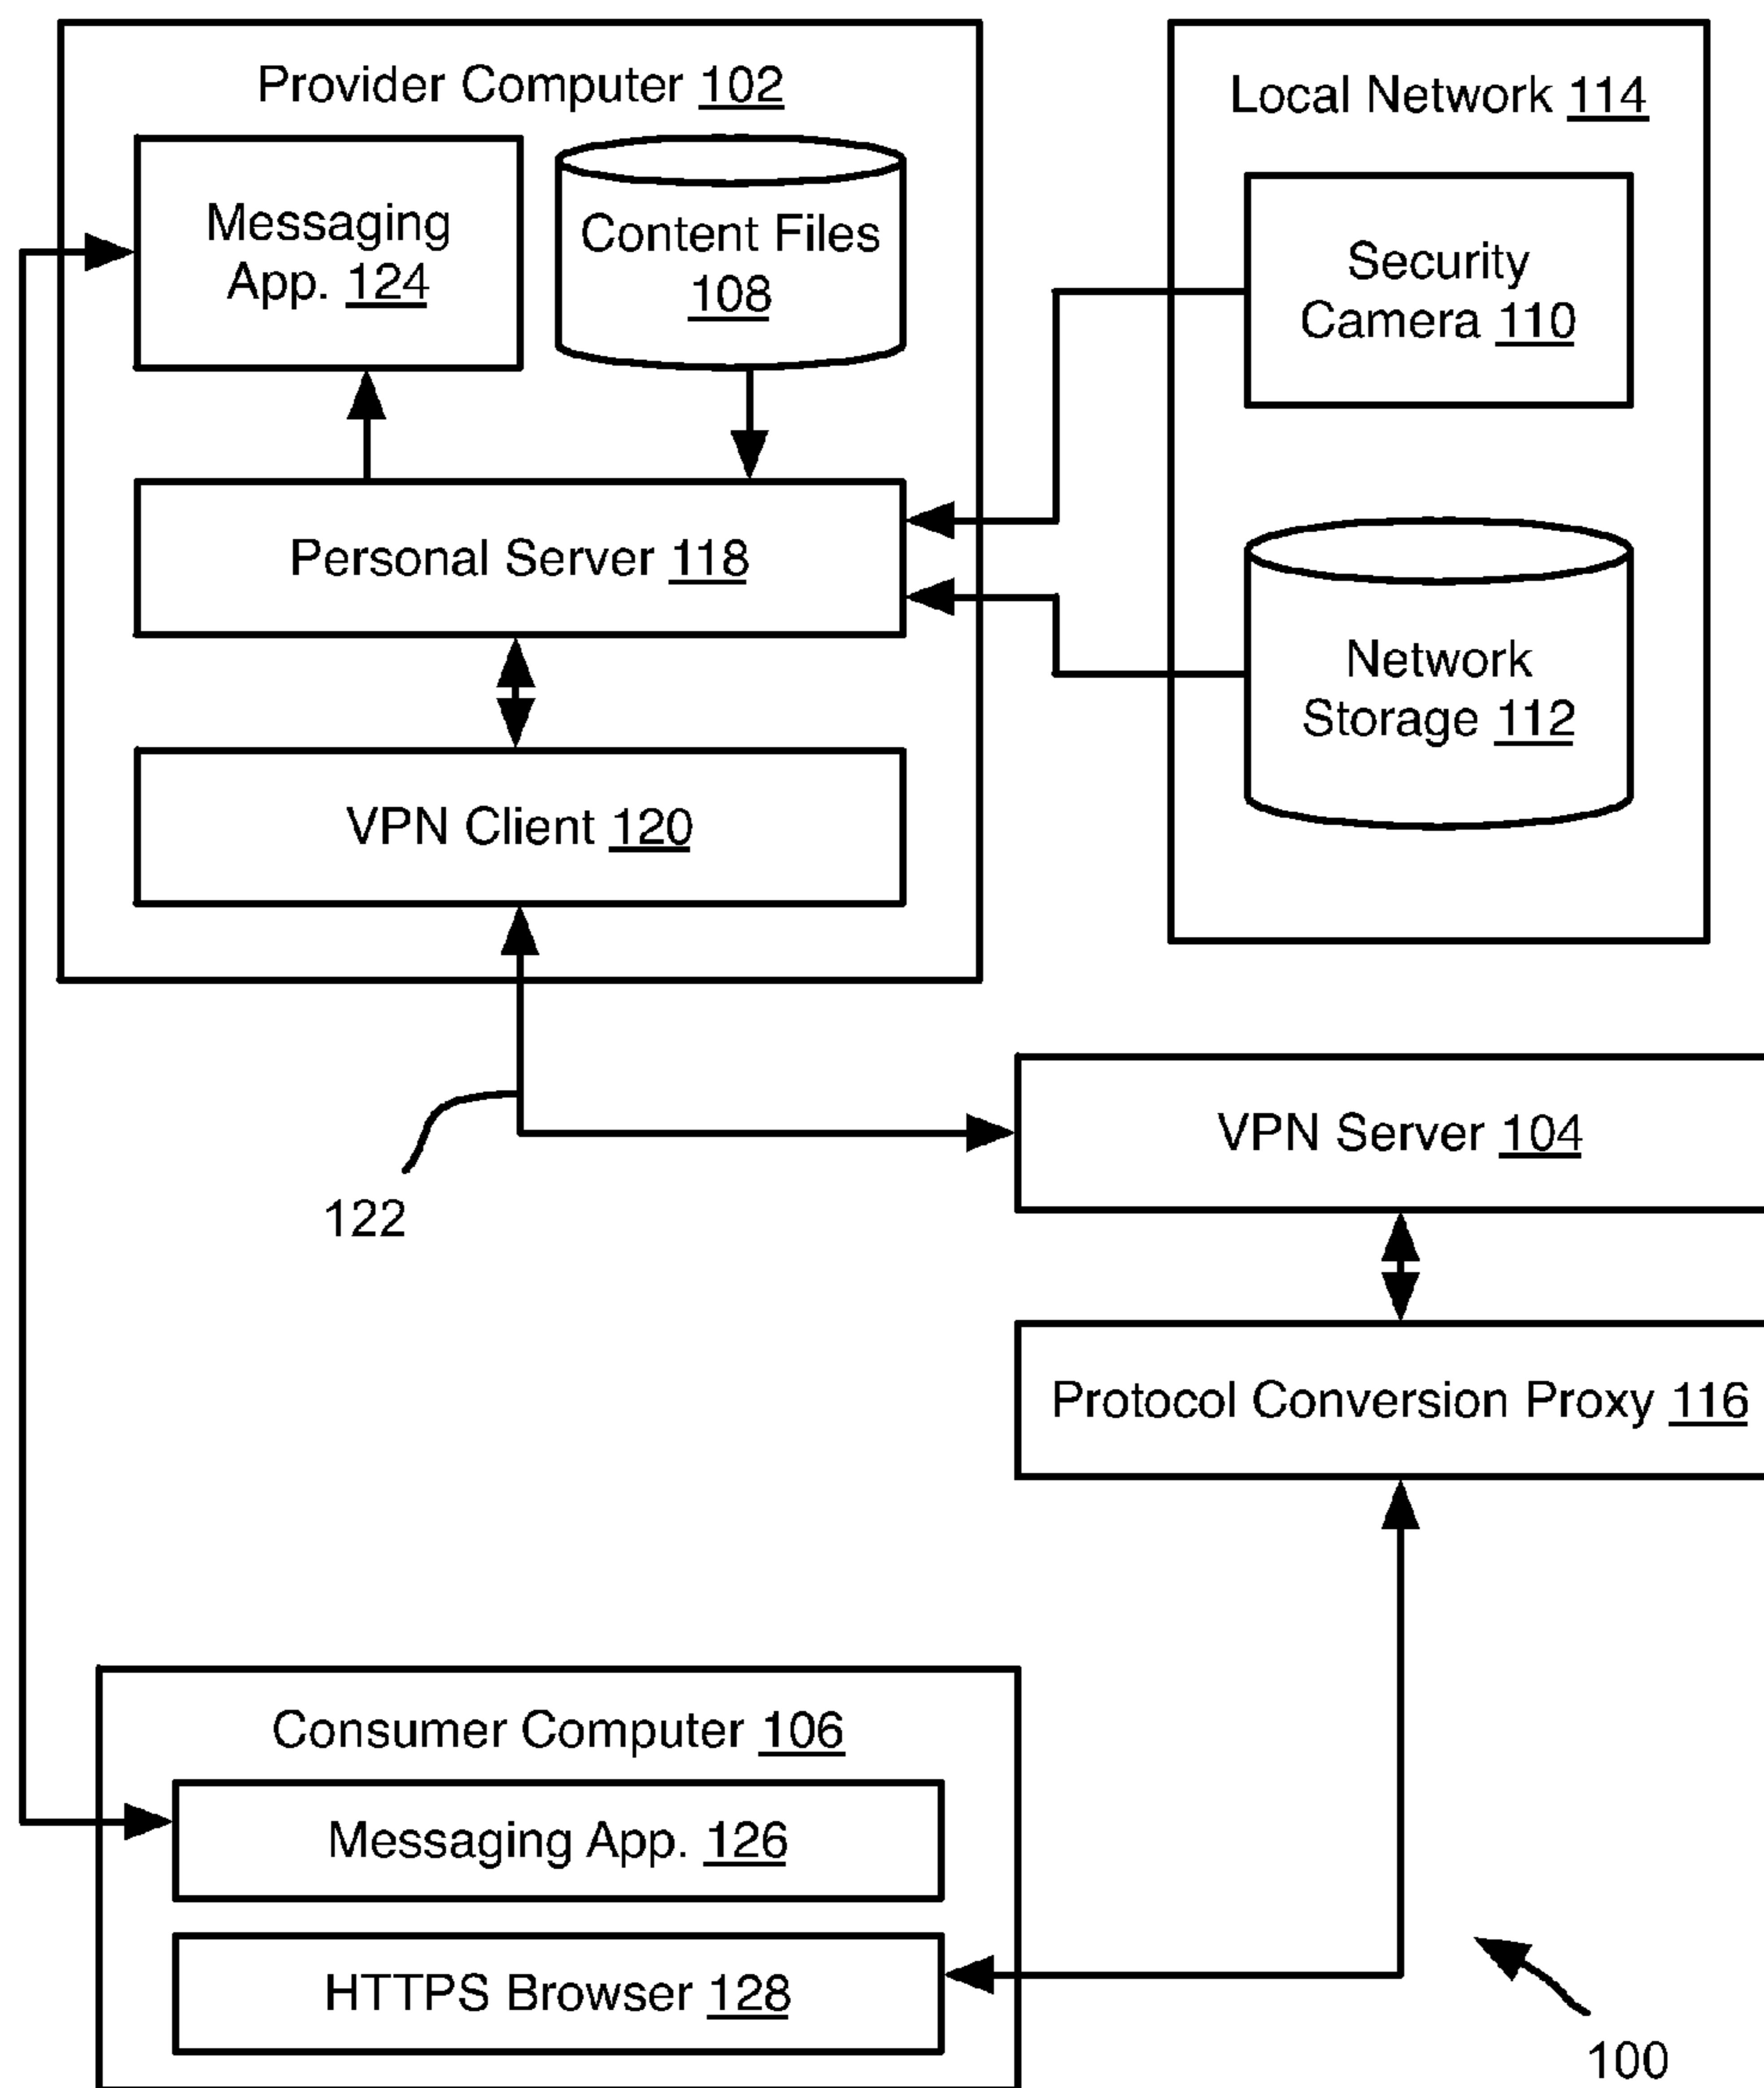 Provider Computer 102
Messaging
App. 124
Content Files
108
Personal Server 118
VPN Client 120
Local Network 114
Security
Camera 110
Network
Storage 112
122
VPN Server 104
Protocol Conversion Proxy 116
Consumer Computer 106
Messaging App. 126
HTTPS Browser 128
100